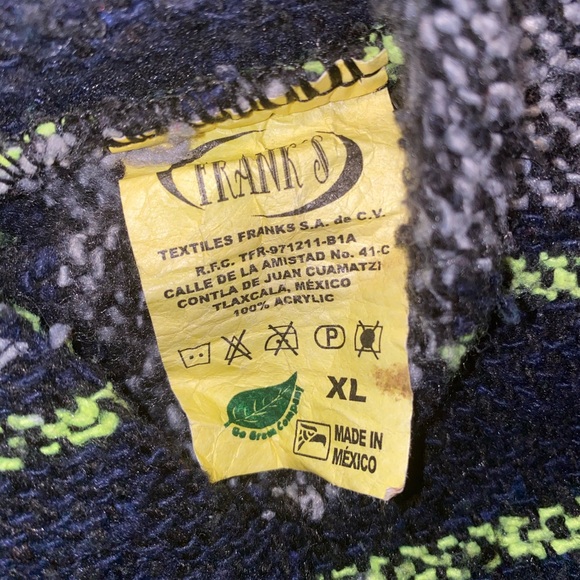 FRANK'S
TEXTILES FRANKS S.A. de C.V.
R.F.C. TFR-971211-B1A
CALLE DE LA
AMISTAD No. 41-C
CONTLA DE JUAN CUAMATZI
TLAXCALA, MÉXICO
100% ACRYLIC
P
XL
Go Green Company
MADE IN
MÉXICO